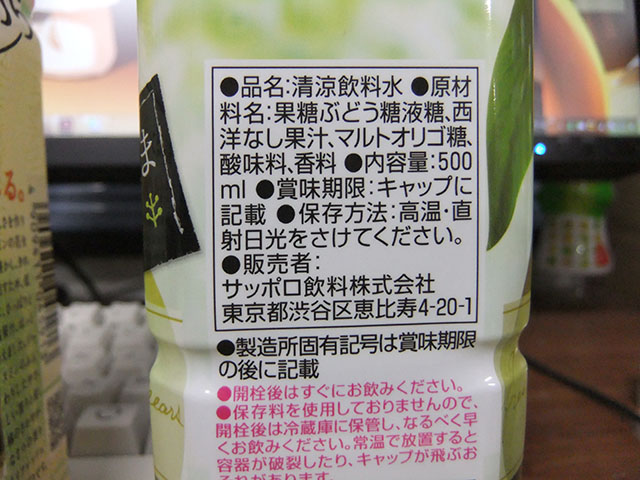 ●品名:清涼飲料水 ●原材
料名:果糖ぶどう糖液糖、西
洋なし果汁、マルトオリゴ糖、
酸味料、香料 ●内容量:500
ml ●賞味期限:キャップに
記載 ●保存方法:高温・直
射日光をさけてください。
●販売者:
サッポロ飲料株式会社
東京都渋谷区恵比寿4-20-1
●製造所固有記号は賞味期限
の後に記載
●開栓後はすぐにお飲みください。
●保存料を使用しておりませんので、
開栓後は冷蔵庫に保管し、なるべく早
くお飲みください。常温で放置すると
容器が破裂したり、キャップが飛ぶおそ
れがあります。
ま
る。